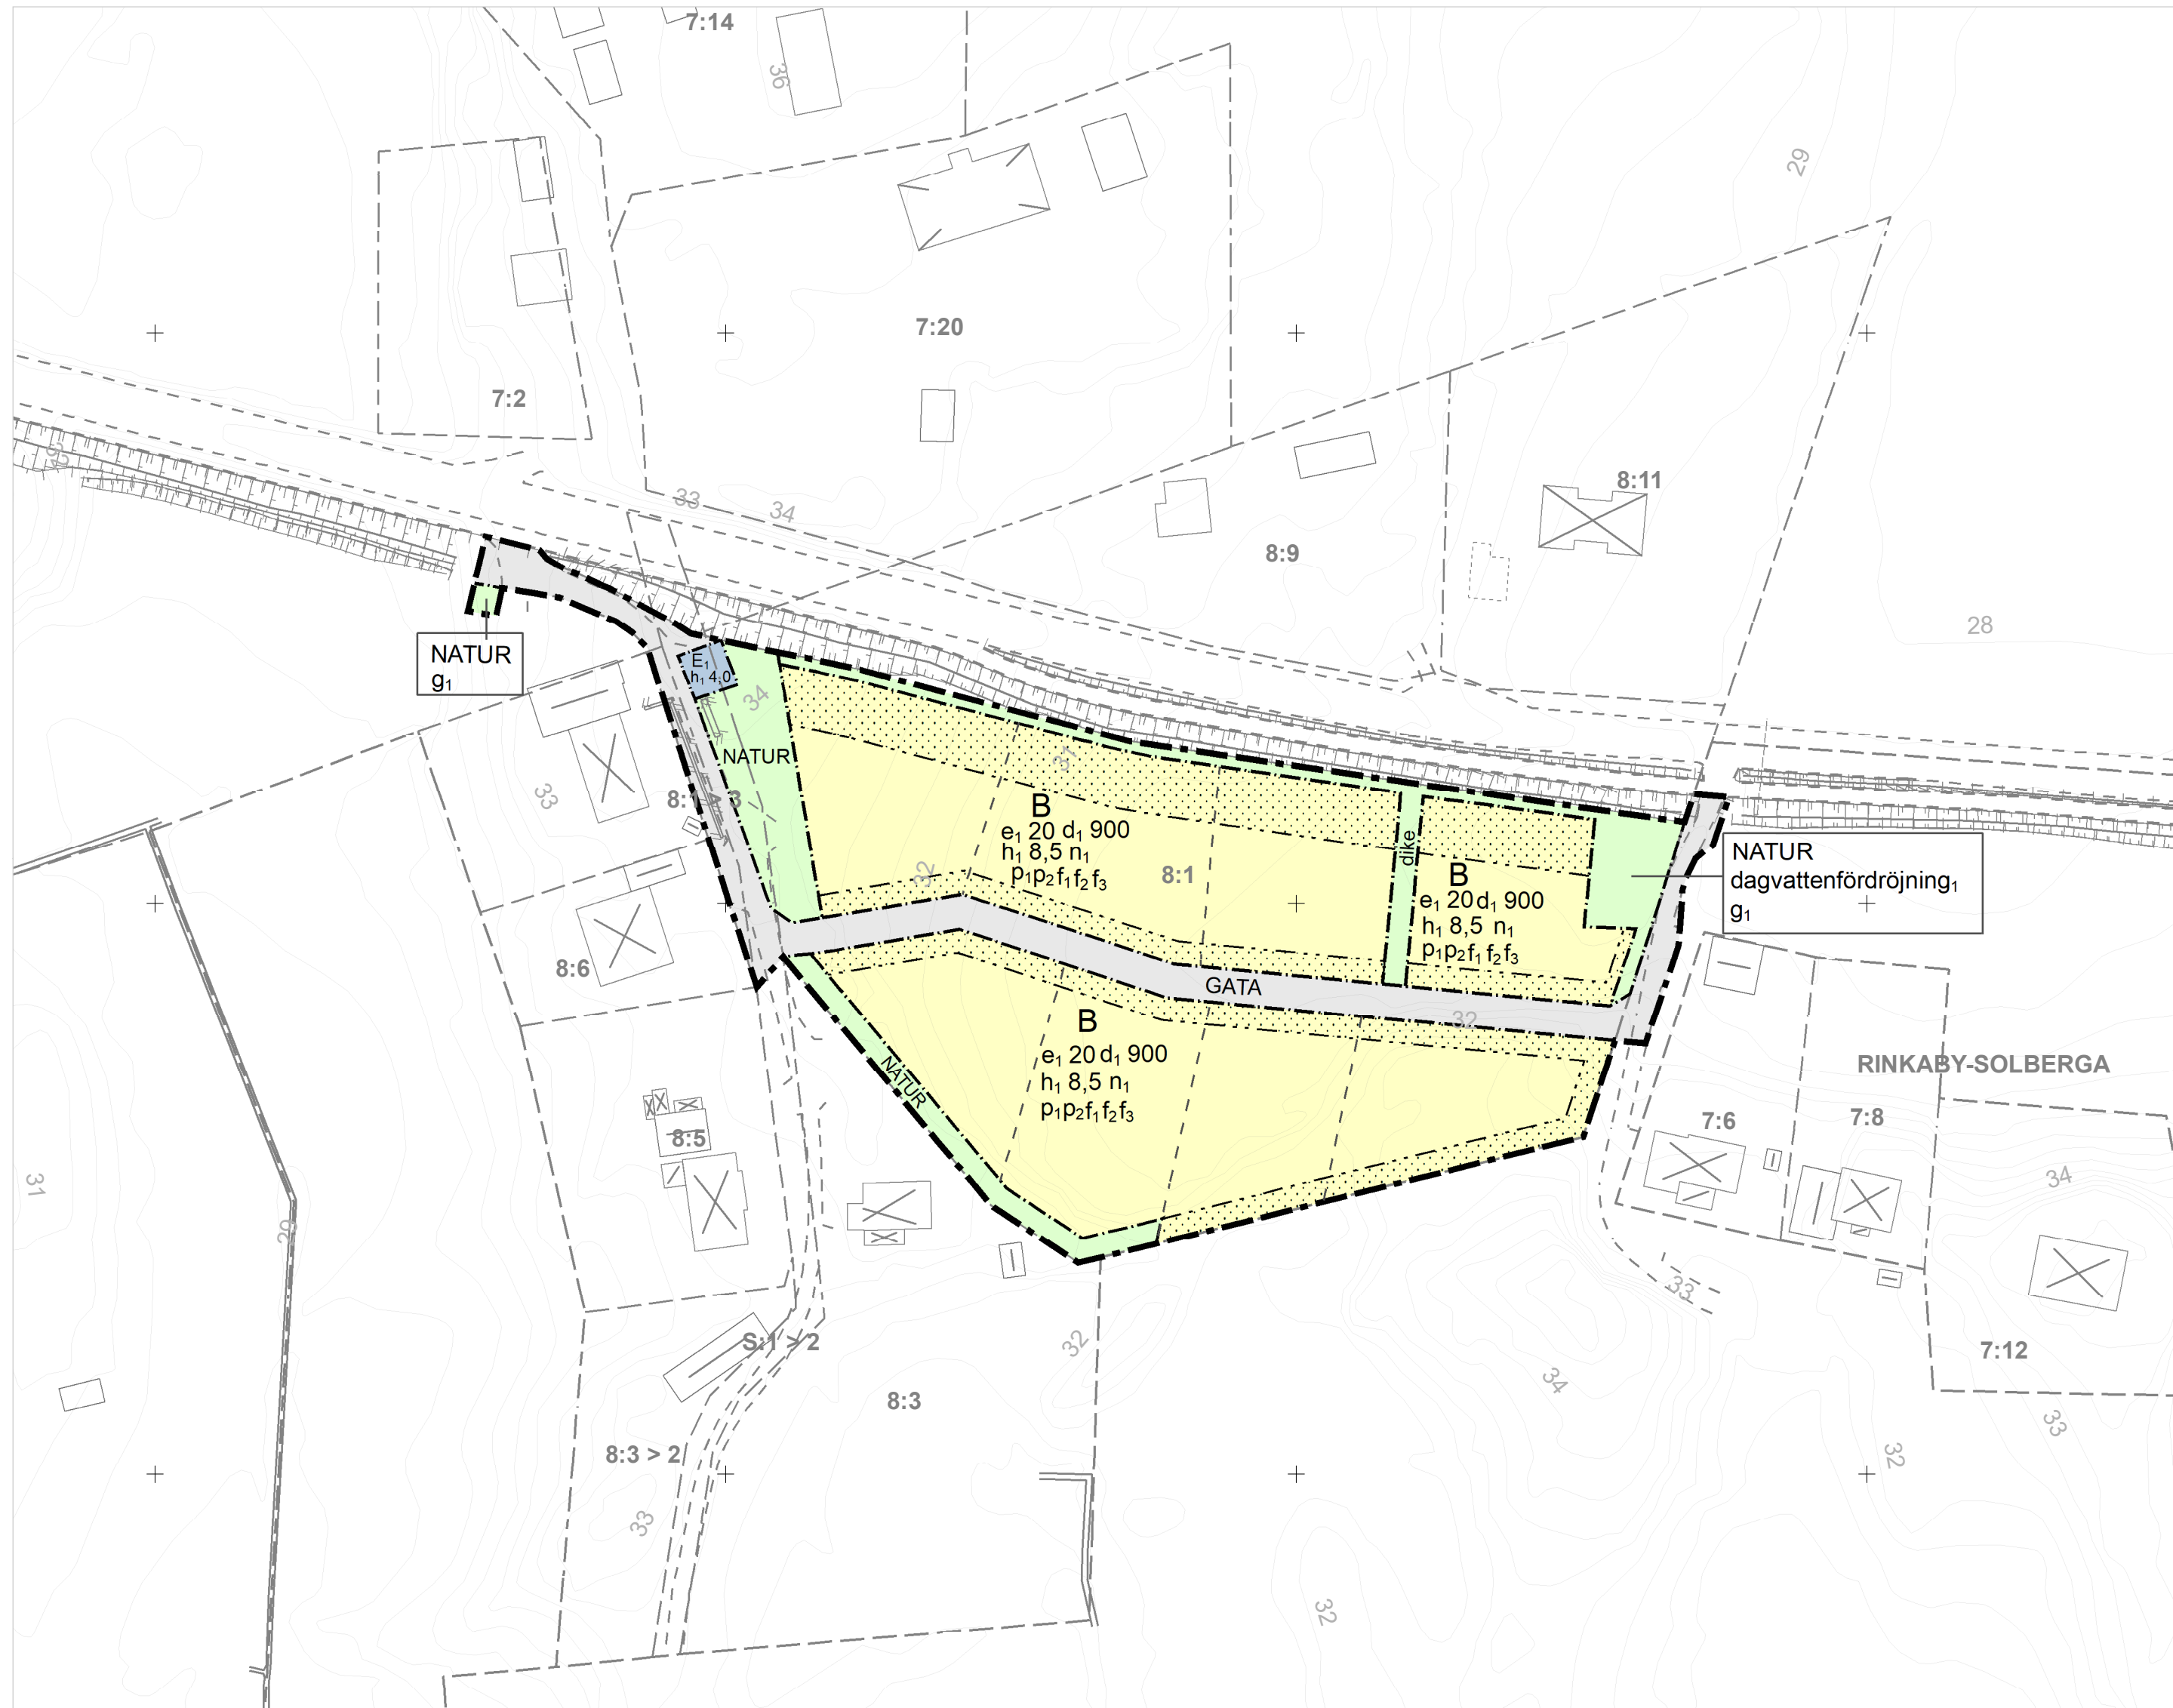 7:14
36
29
7:20
7:2
32
33
34
8:11
8:9
28
NATUR
g₁
E₁
h₁ 4,0
34
NATUR
31
33
8:1 > 3
B
e₁ 20 d₁ 900
h₁ 8,5 n₁
p₁p₂f₁f₂f₃
32
8:1
dike
B
e₁ 20 d₁ 900
h₁ 8,5 n₁
p₁p₂f₁f₂f₃
NATUR
dagvattenfördröjning₁
g₁
8:6
GATA
32
B
e₁ 20 d₁ 900
h₁ 8,5 n₁
p₁p₂f₁f₂f₃
NATUR
RINKABY-SOLBERGA
7:6
7:8
8:5
31
29
34
33
S:1 > 2
32
7:12
34
8:3
33
8:3 > 2
32
33
32